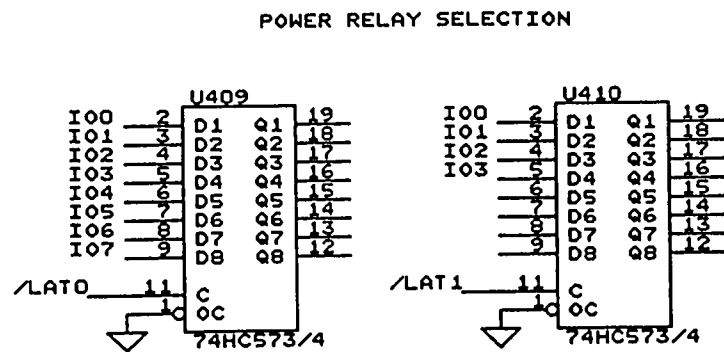 POWER RELAY SELECTION
U409
IO0 2 D1 Q1 19
IO1 3 D2 Q2 18
IO2 4 D3 Q3 17
IO3 5 D4 Q4 16
IO4 6 D5 Q5 15
IO5 7 D6 Q6 14
IO6 8 D7 Q7 13
IO7 9 D8 Q8 12
/LAT0 11 C
1 OC
74HC573/4
U410
IO0 2 D1 Q1 19
IO1 3 D2 Q2 18
IO2 4 D3 Q3 17
IO3 5 D4 Q4 16
6 D5 Q5 15
7 D6 Q6 14
8 D7 Q7 13
9 D8 Q8 12
/LAT1 11 C
1 OC
74HC573/4